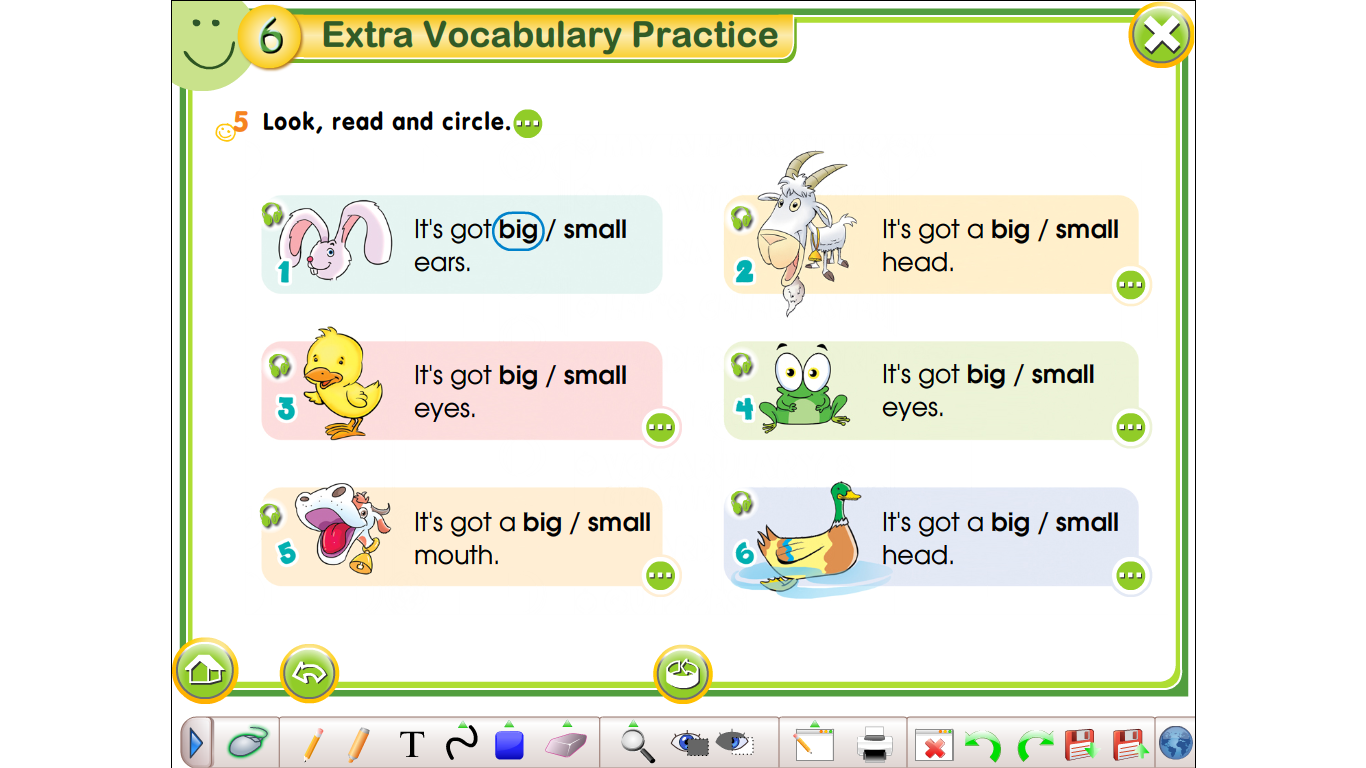 6 Extra Vocabulary Practice
5 Look, read and circle.
1 It's got big / small
ears.
2 It's got a big / small
head.
3 It's got big / small
eyes.
4 It's got big / small
eyes.
5 It's got a big / small
mouth.
6 It's got a big / small
head.
T